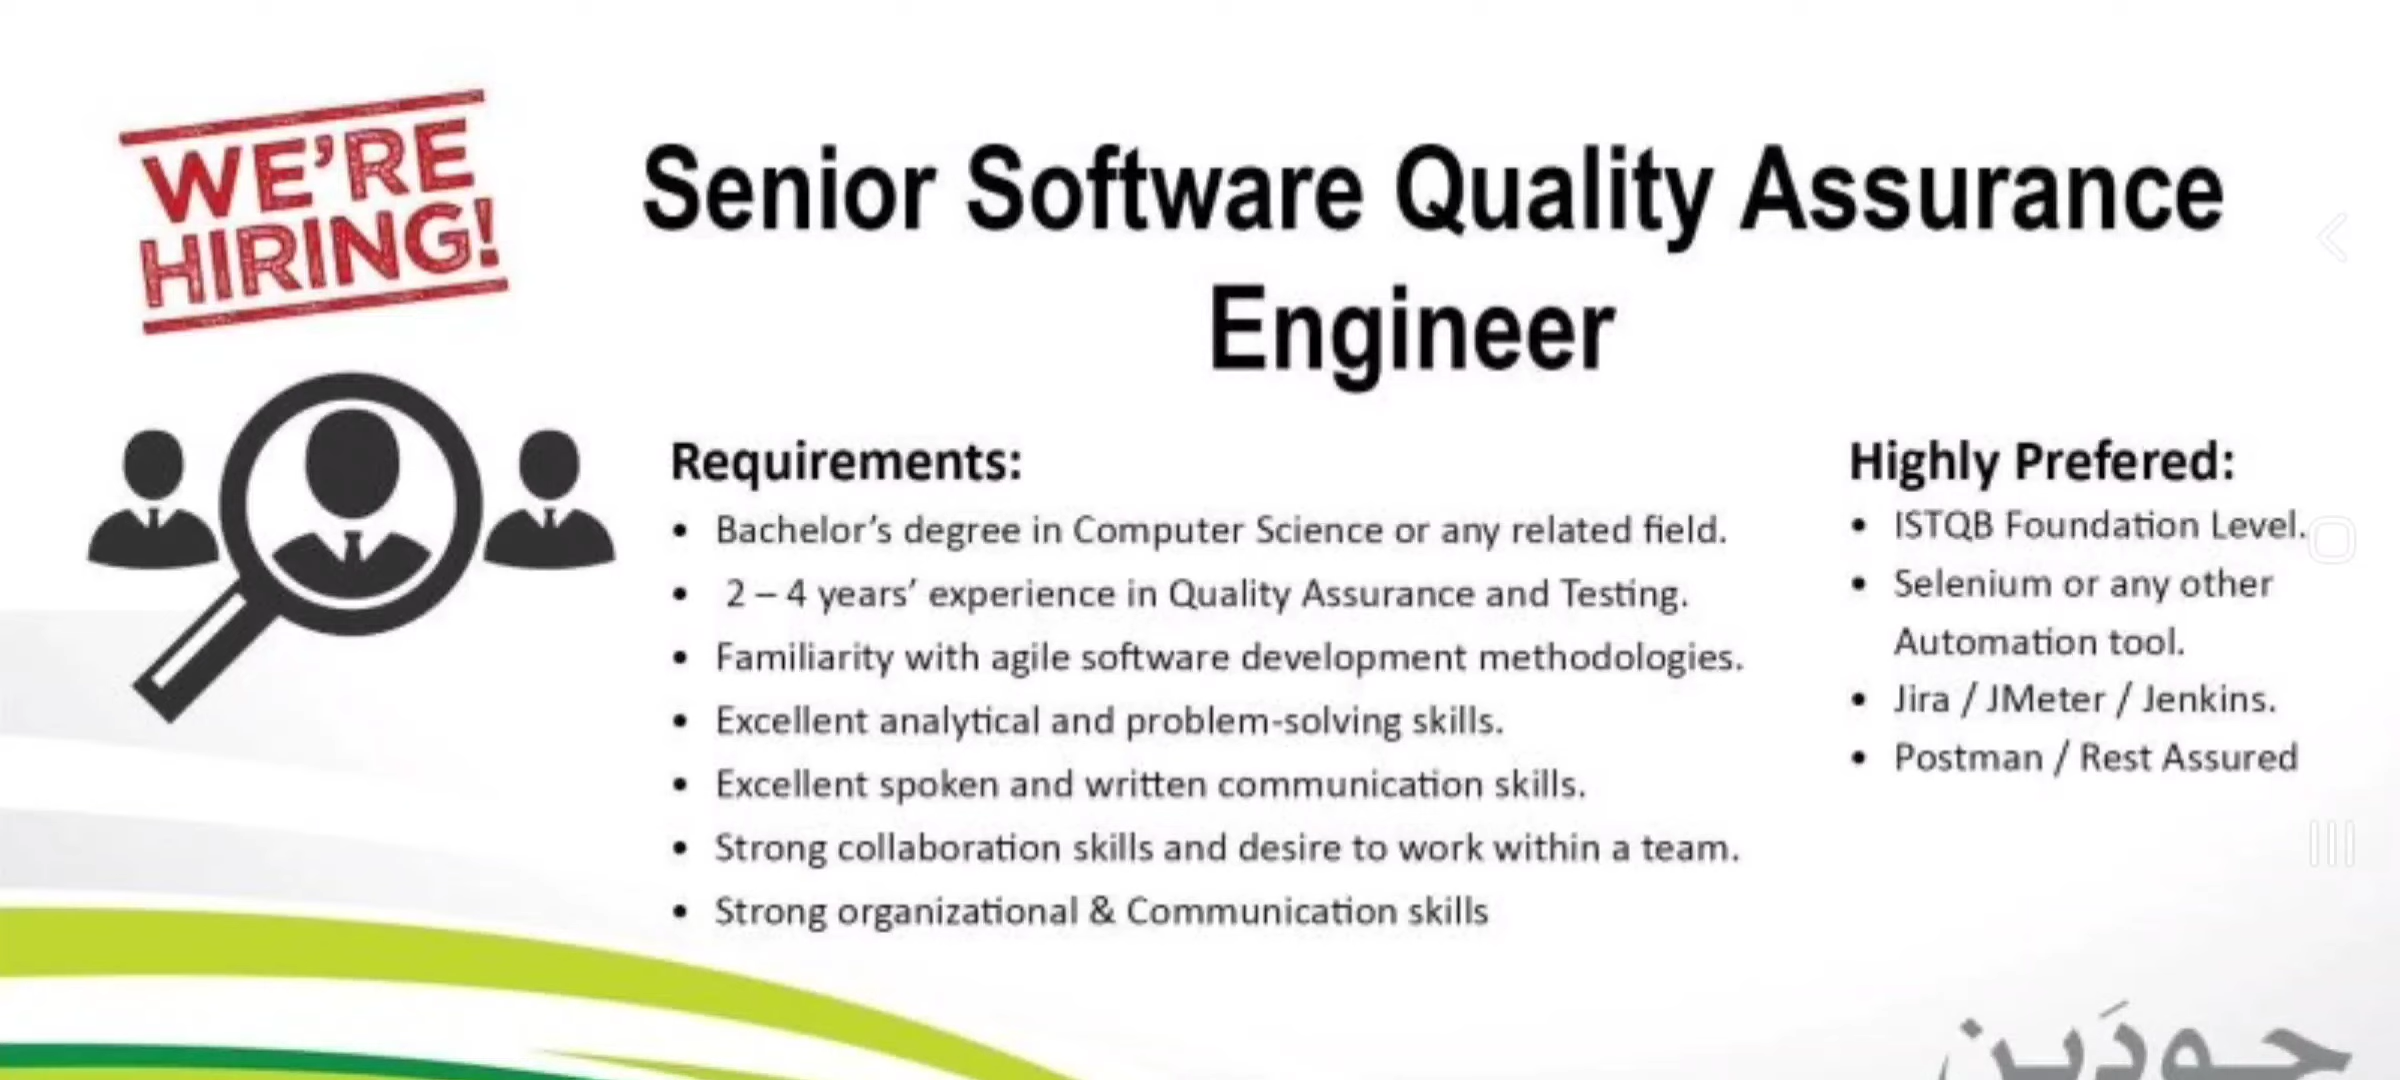 WE'RE
HIRING!
Senior Software Quality Assurance
Engineer
Requirements:
• Bachelor's degree in Computer Science or any related field.
• 2 – 4 years' experience in Quality Assurance and Testing.
• Familiarity with agile software development methodologies.
• Excellent analytical and problem-solving skills.
• Excellent spoken and written communication skills.
• Strong collaboration skills and desire to work within a team.
• Strong organizational & Communication skills
Highly Prefered:
• ISTQB Foundation Level.
• Selenium or any other
Automation tool.
• Jira / JMeter / Jenkins.
• Postman / Rest Assured